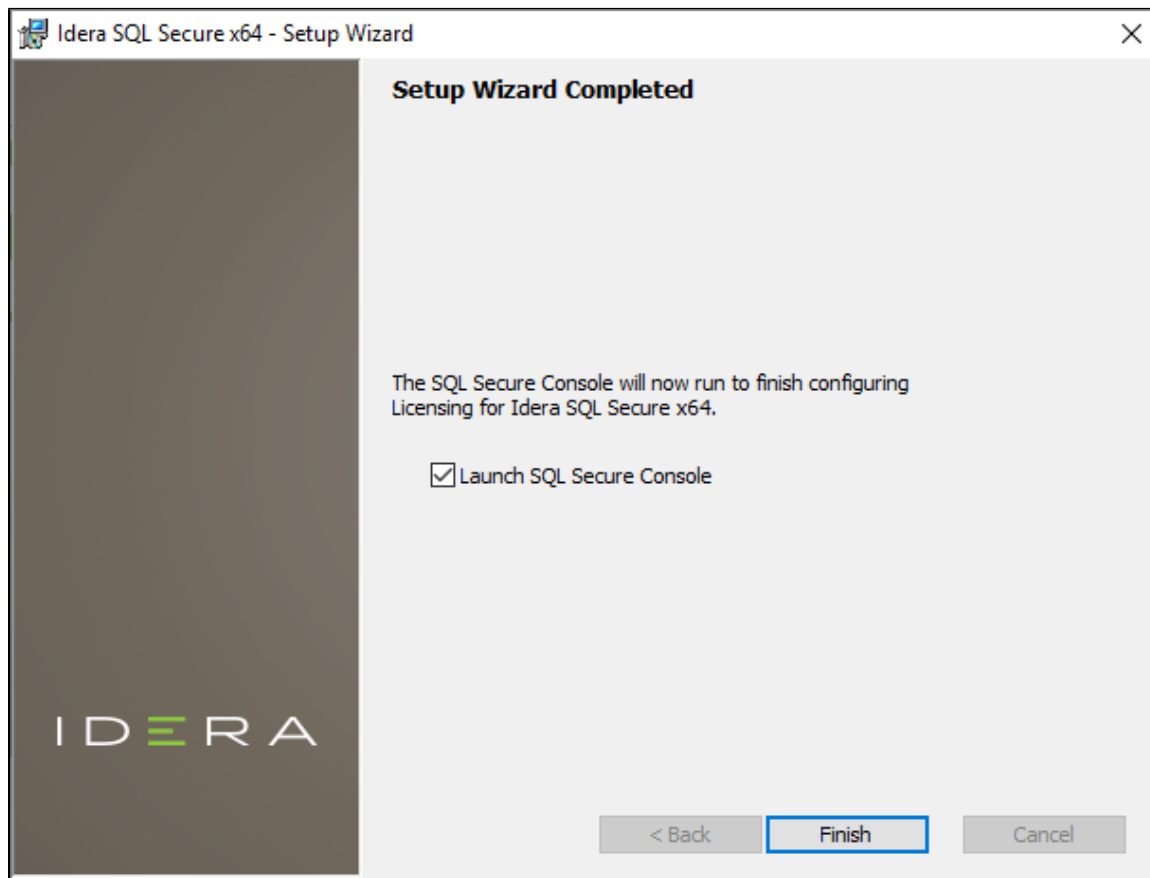 Idera SQL Secure x64 - Setup Wizard
Setup Wizard Completed
The SQL Secure Console will now run to finish configuring
Licensing for Idera SQL Secure x64.
Launch SQL Secure Console
IDERA
< Back
Finish
Cancel